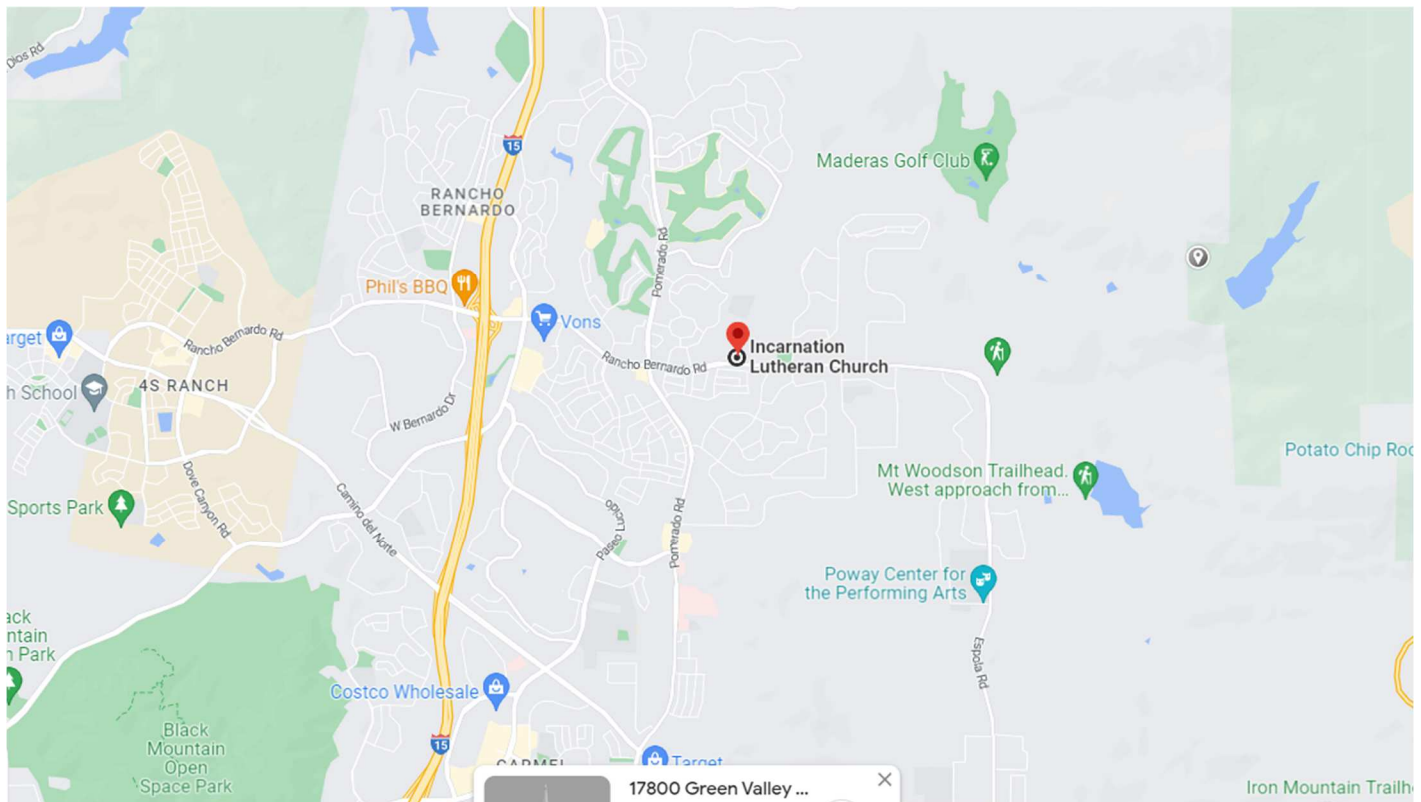 Dios Rd
15
RANCHO
BERNARDO
Maderas Golf Club
Pomerado Rd
Phil's BBQ
Vons
Rancho Bernardo Rd
arget
Rancho Bernardo Rd
Incarnation
Lutheran Church
h School
4S RANCH
W Bernardo Dr
Potato Chip Roc
Mt Woodson Trailhead.
West approach from...
Sports Park
Dove Canyon Rd
Camino del Norte
Paseo Lucido
Pomerado Rd
Poway Center for
the Performing Arts
ack
ntain
n Park
Espola Rd
Costco Wholesale
Black
Mountain
Open
Space Park
15
CARMEL
Target
17800 Green Valley ...
Iron Mountain Trailh